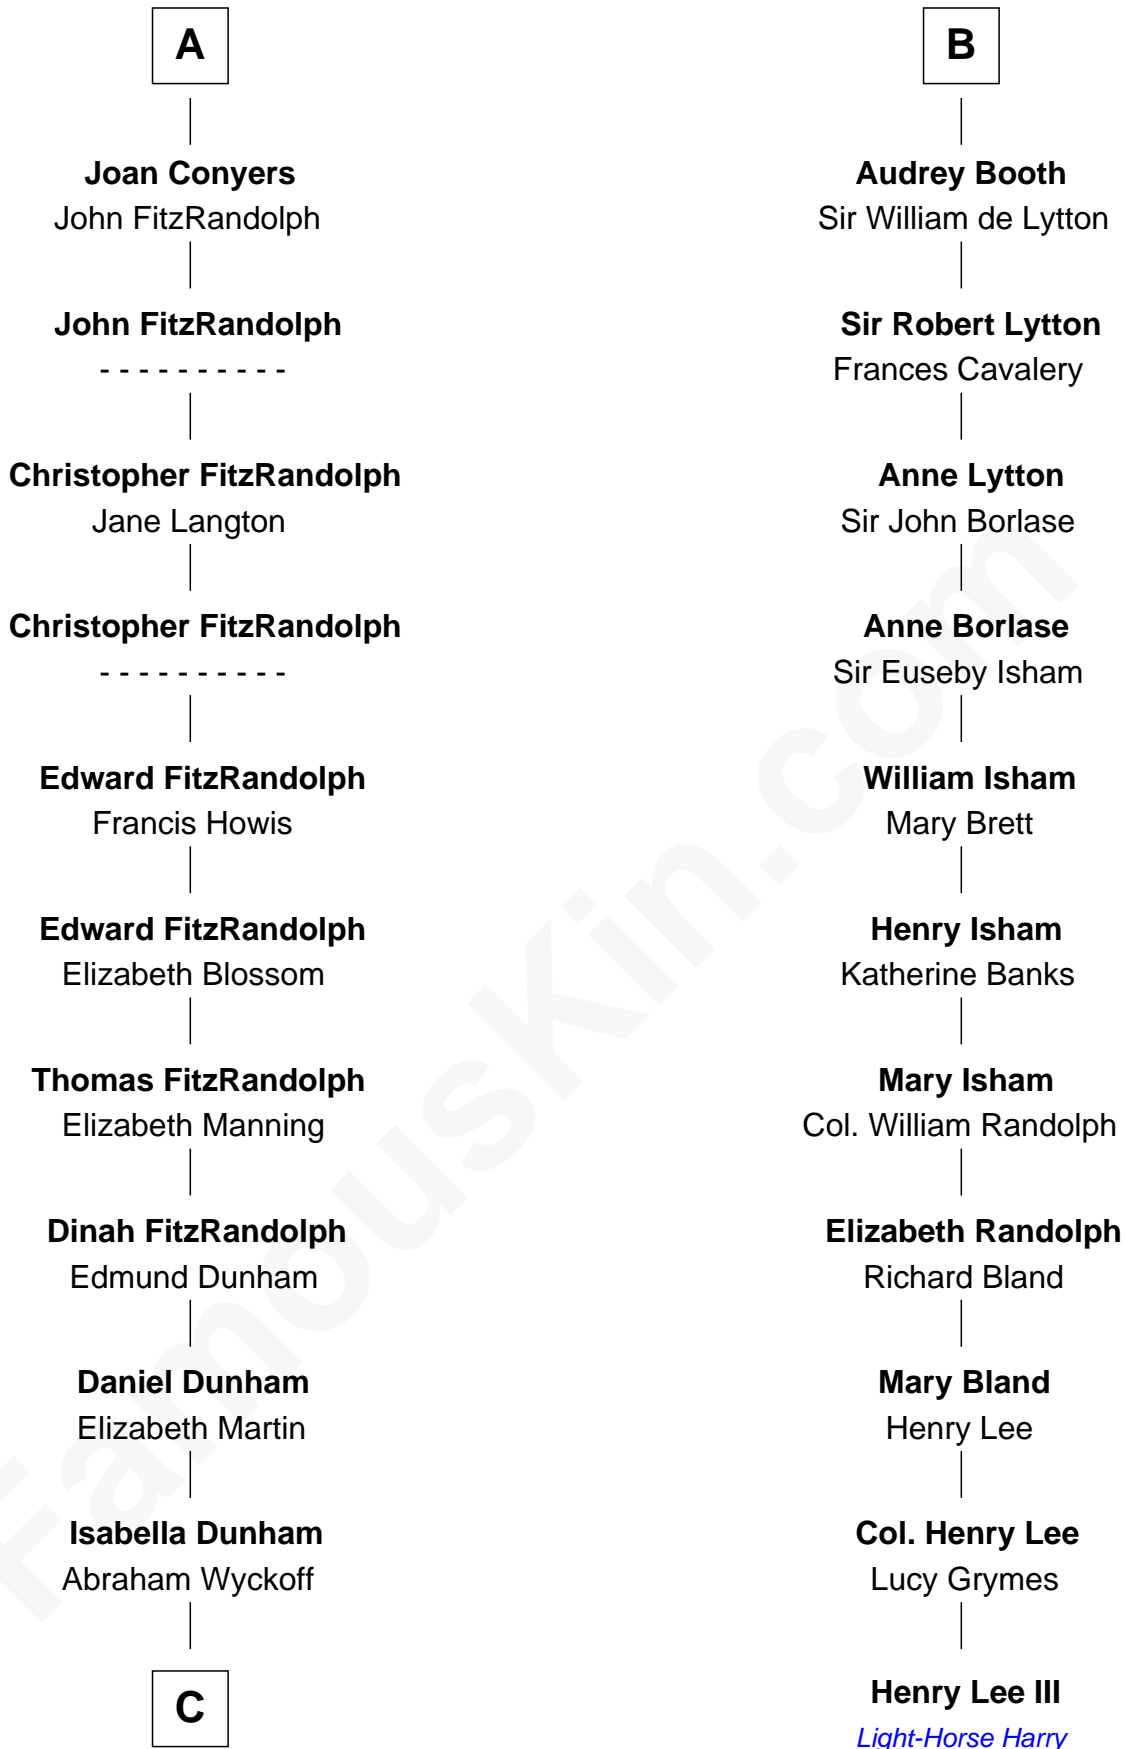 A
Joan Conyers
John FitzRandolph
John FitzRandolph
- - - - - - - - - -
Christopher FitzRandolph
Jane Langton
Christopher FitzRandolph
- - - - - - - - - -
Edward FitzRandolph
Francis Howis
Edward FitzRandolph
Elizabeth Blossom
Thomas FitzRandolph
Elizabeth Manning
Dinah FitzRandolph
Edmund Dunham
Daniel Dunham
Elizabeth Martin
Isabella Dunham
Abraham Wyckoff
C
B
Audrey Booth
Sir William de Lytton
Sir Robert Lytton
Frances Cavalery
Anne Lytton
Sir John Borlase
Anne Borlase
Sir Euseby Isham
William Isham
Mary Brett
Henry Isham
Katherine Banks
Mary Isham
Col. William Randolph
Elizabeth Randolph
Richard Bland
Mary Bland
Henry Lee
Col. Henry Lee
Lucy Grymes
Henry Lee III
Light-Horse Harry
FamousKin.com